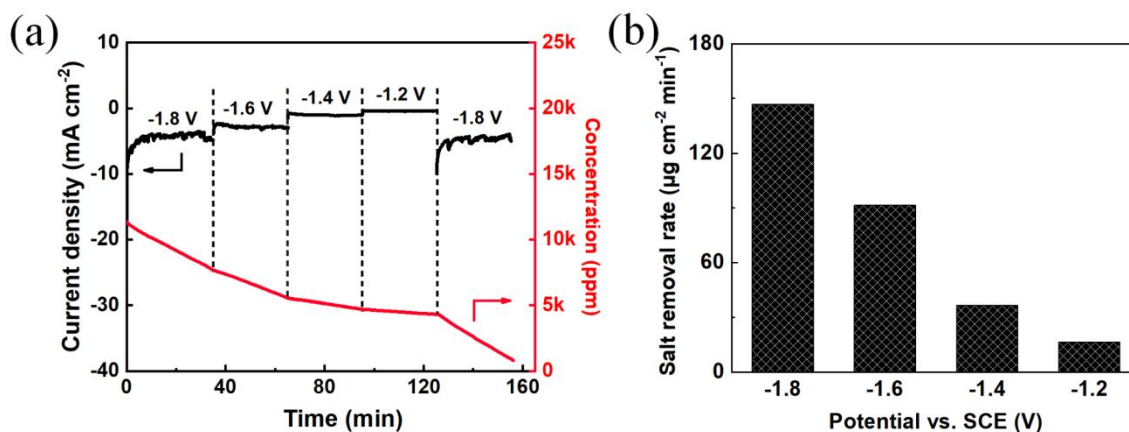 (a)
Current density (mA cm⁻²)
10
0
-10
-20
-30
-40
-1.8 V
-1.6 V
-1.4 V
-1.2 V
-1.8 V
0
40
80
120
160
Time (min)
25k
20k
15k
10k
5k
0
Concentration (ppm)
(b)
Salt removal rate (µg cm⁻² min⁻¹)
180
150
120
90
60
30
0
-1.8
-1.6
-1.4
-1.2
Potential vs. SCE (V)